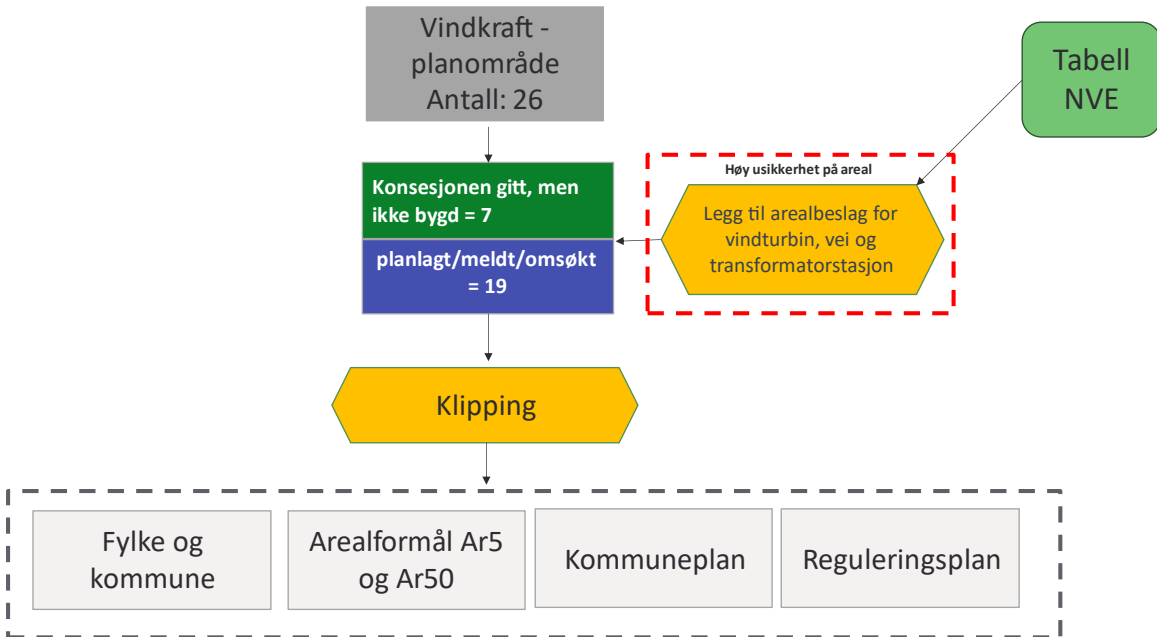 Vindkraft -
planområde
Antall: 26
Tabell
NVE
Høy usikkerhet på areal
Konsesjonen gitt, men
ikke bygd = 7
Legg til arealbeslag for
vindturbin, vei og
transformatorstasjon
planlagt/meldt/omsøkt
= 19
Klipping
Fylke og
kommune
Arealformål Ar5
og Ar50
Kommuneplan
Reguleringsplan